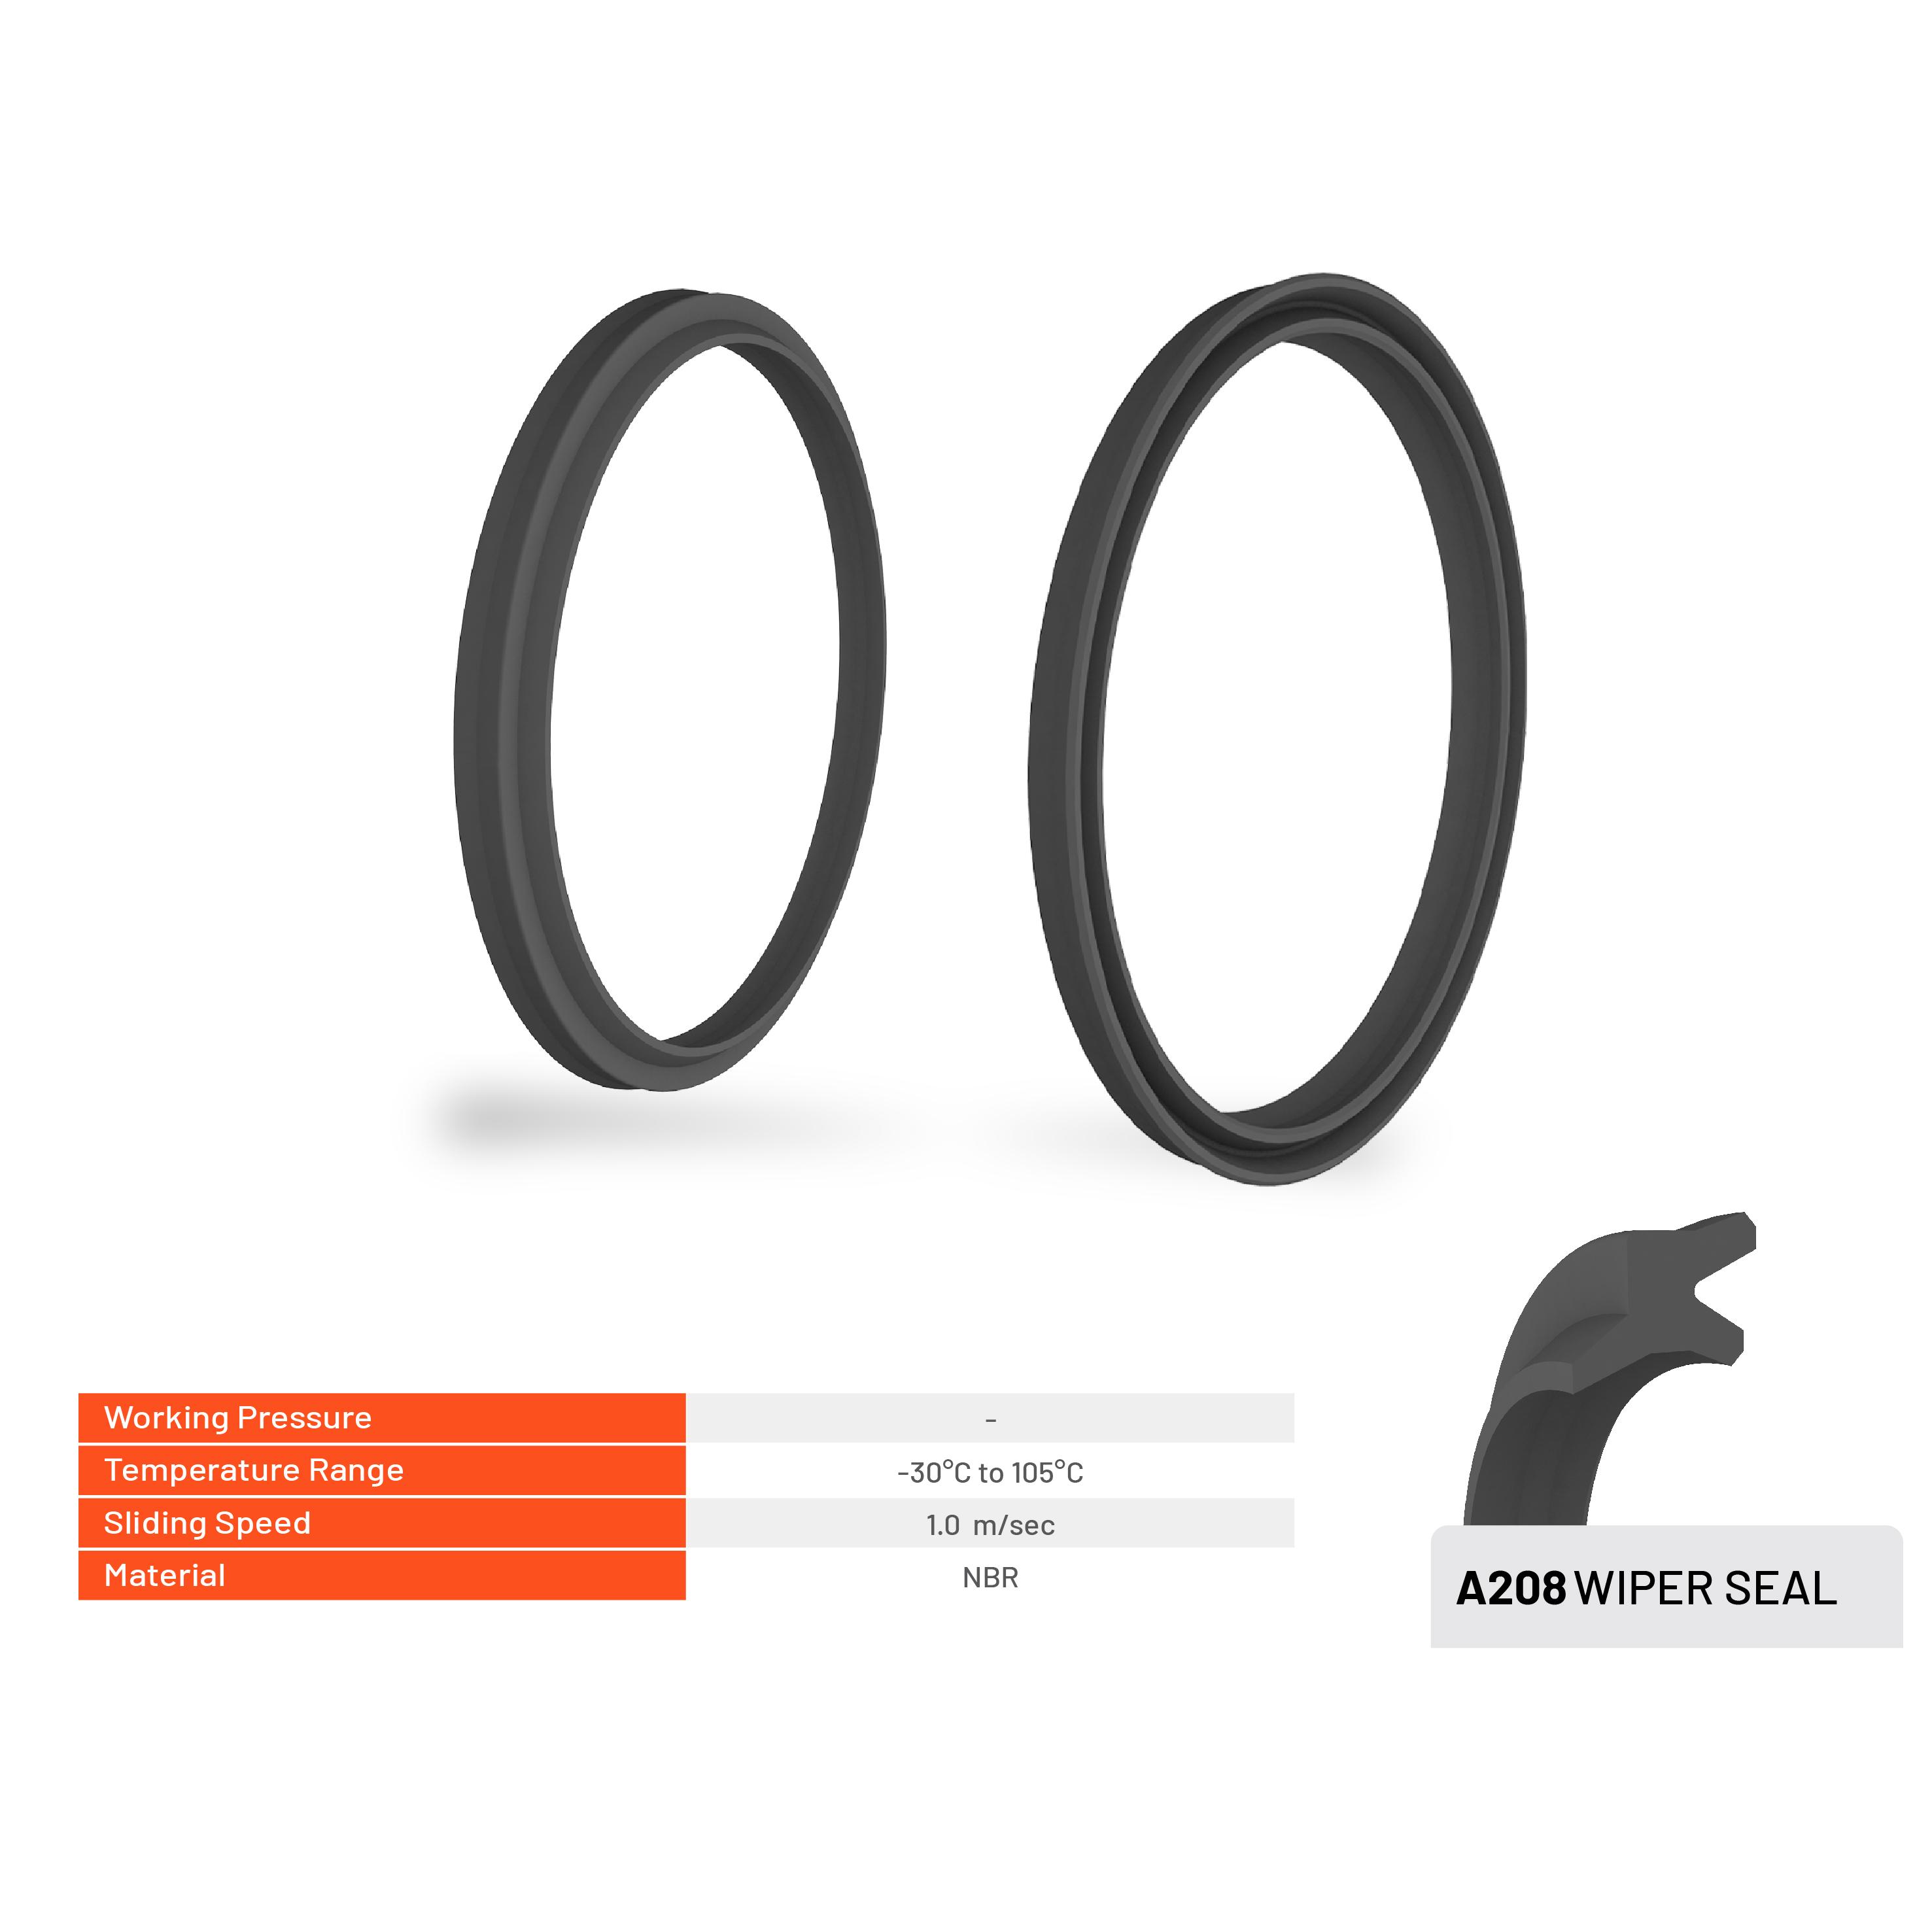 Working Pressure -
Temperature Range -30°C to 105°C
Sliding Speed 1.0 m/sec
Material NBR
A208 WIPER SEAL